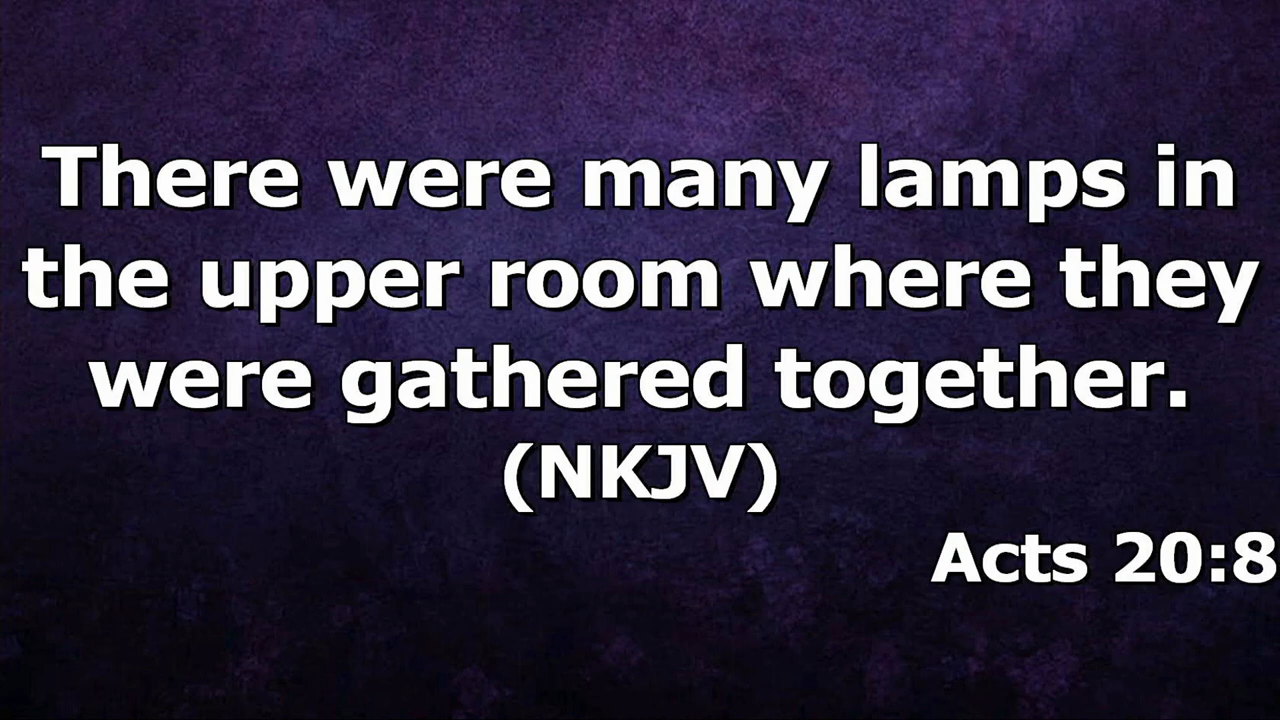 There were many lamps in
the upper room where they
were gathered together.
(NKJV)
Acts 20:8